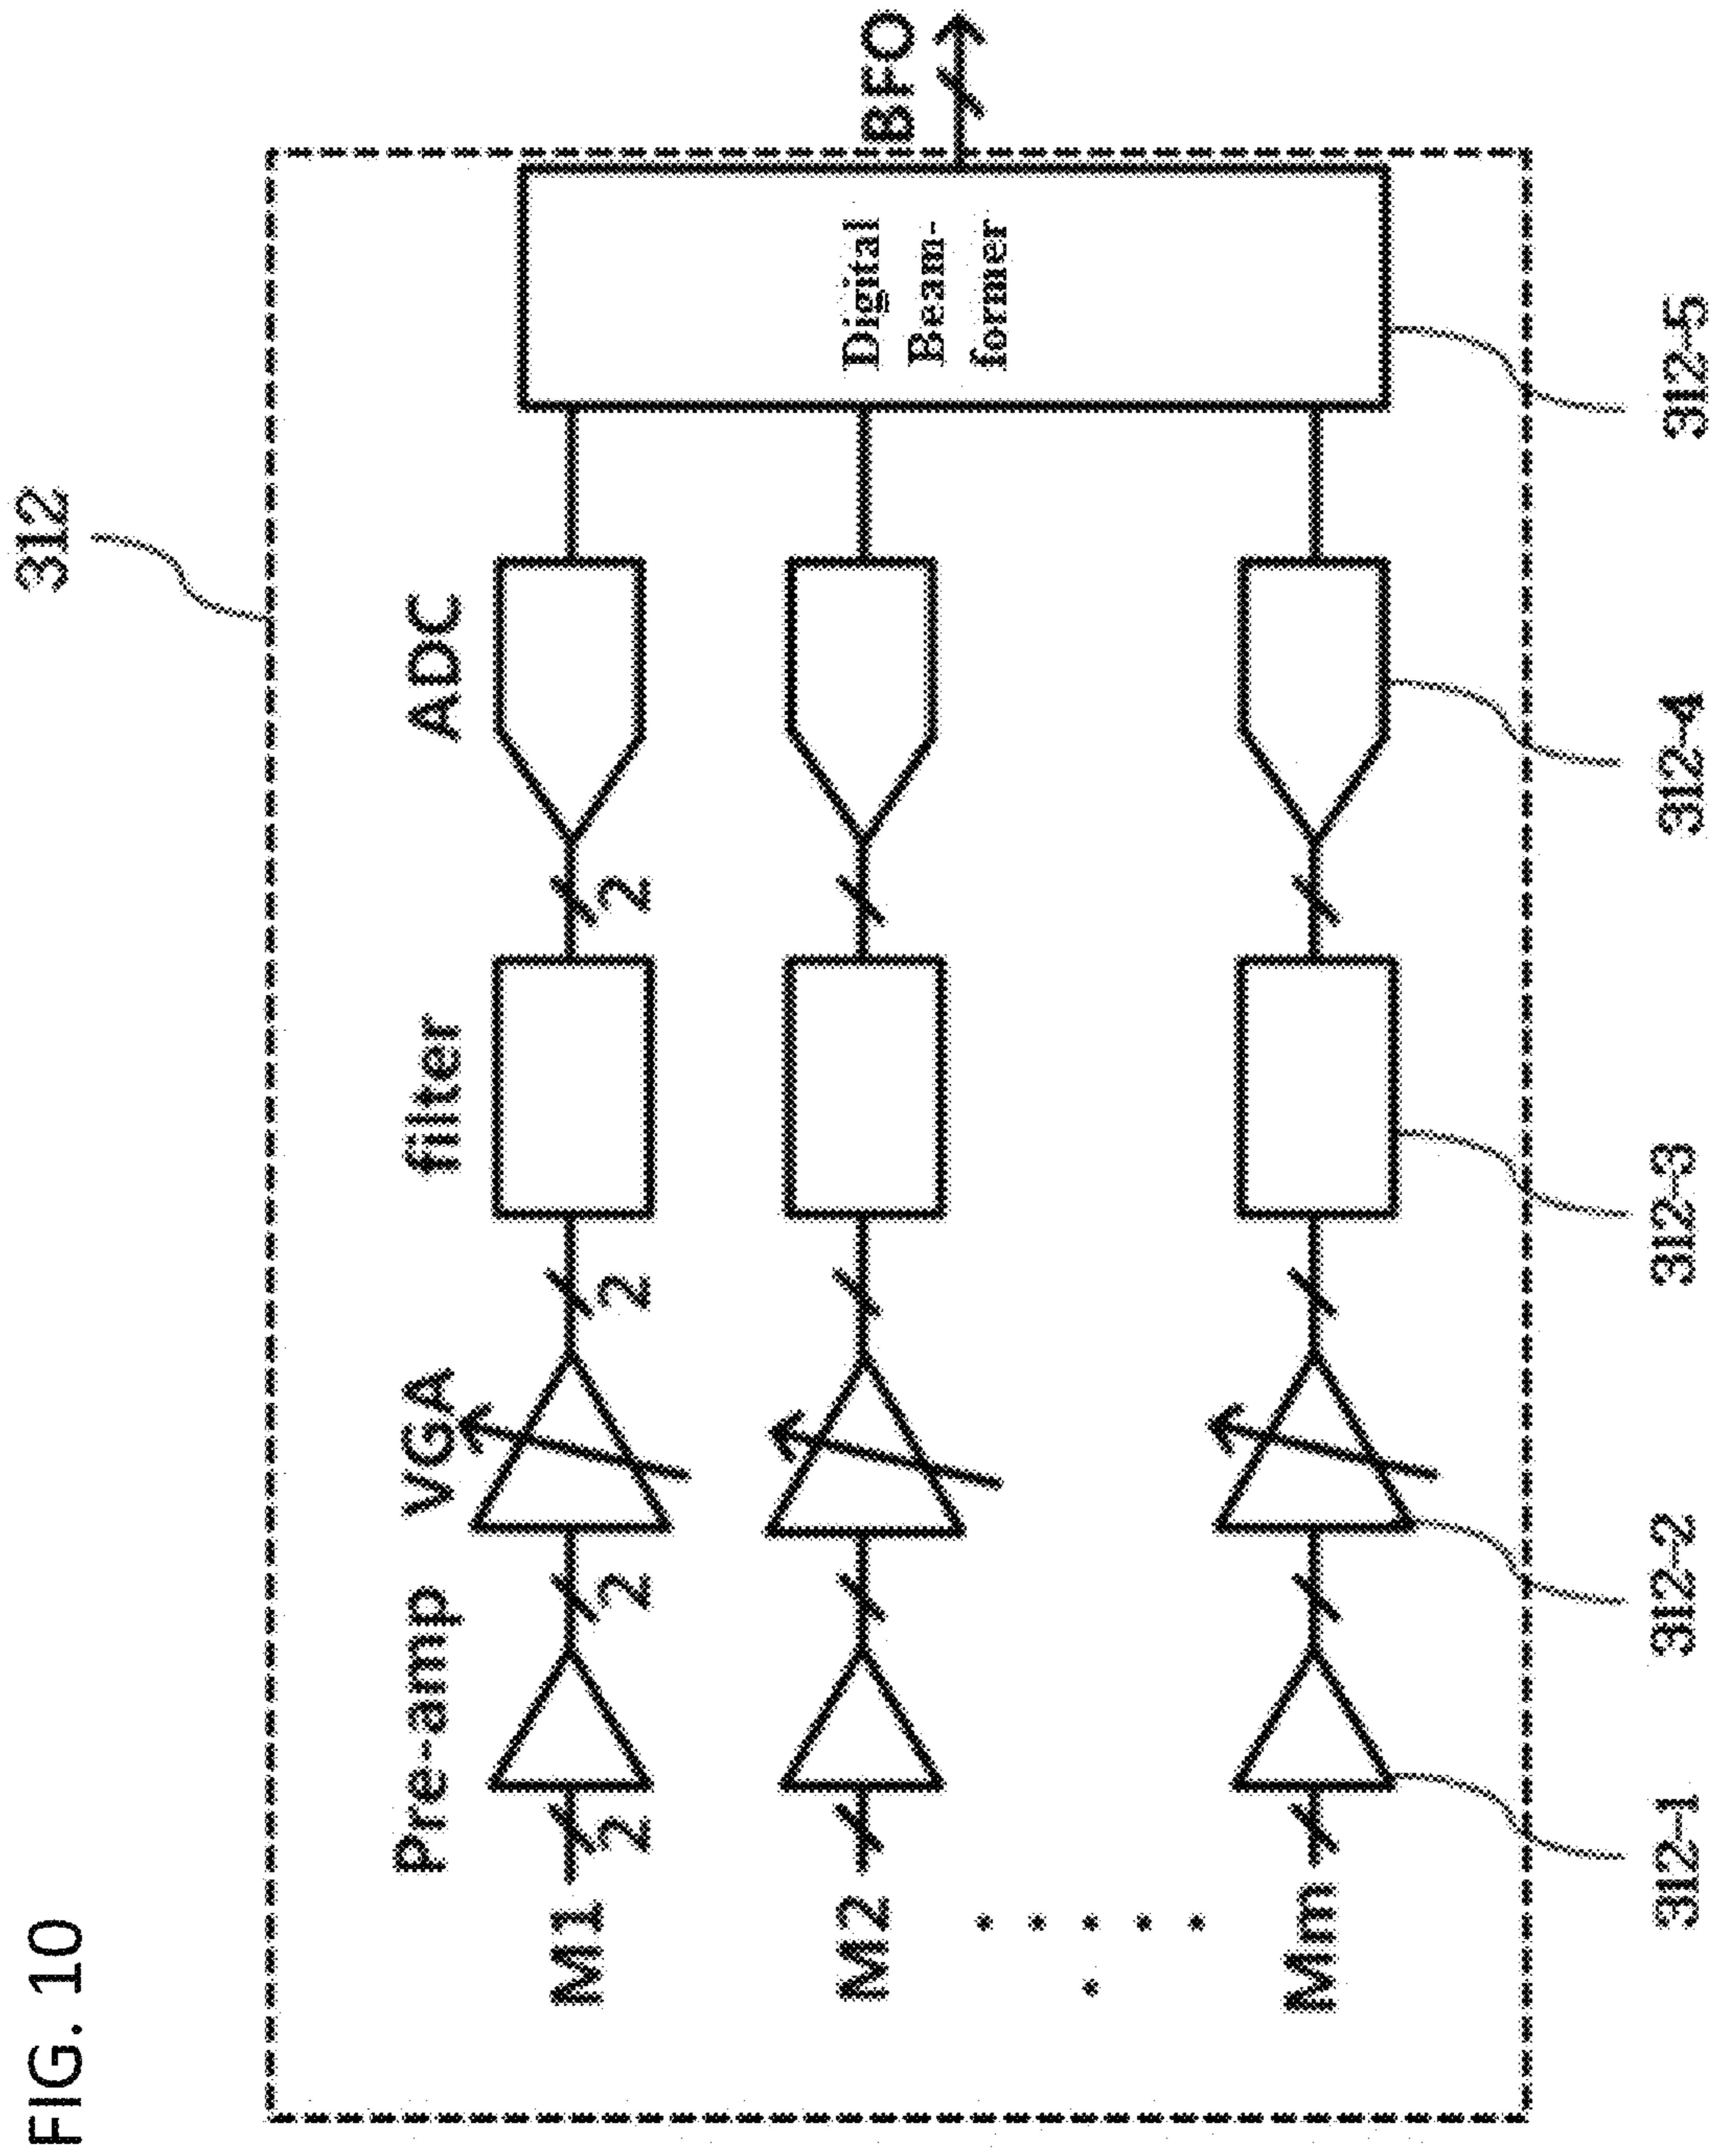 FIG. 10
312
Pre-amp
VGA
filter
ADC
M1
2
2
2
2
M2
Mm
Digital
Beam-
former
BFO
312-1
312-2
312-3
312-4
312-5